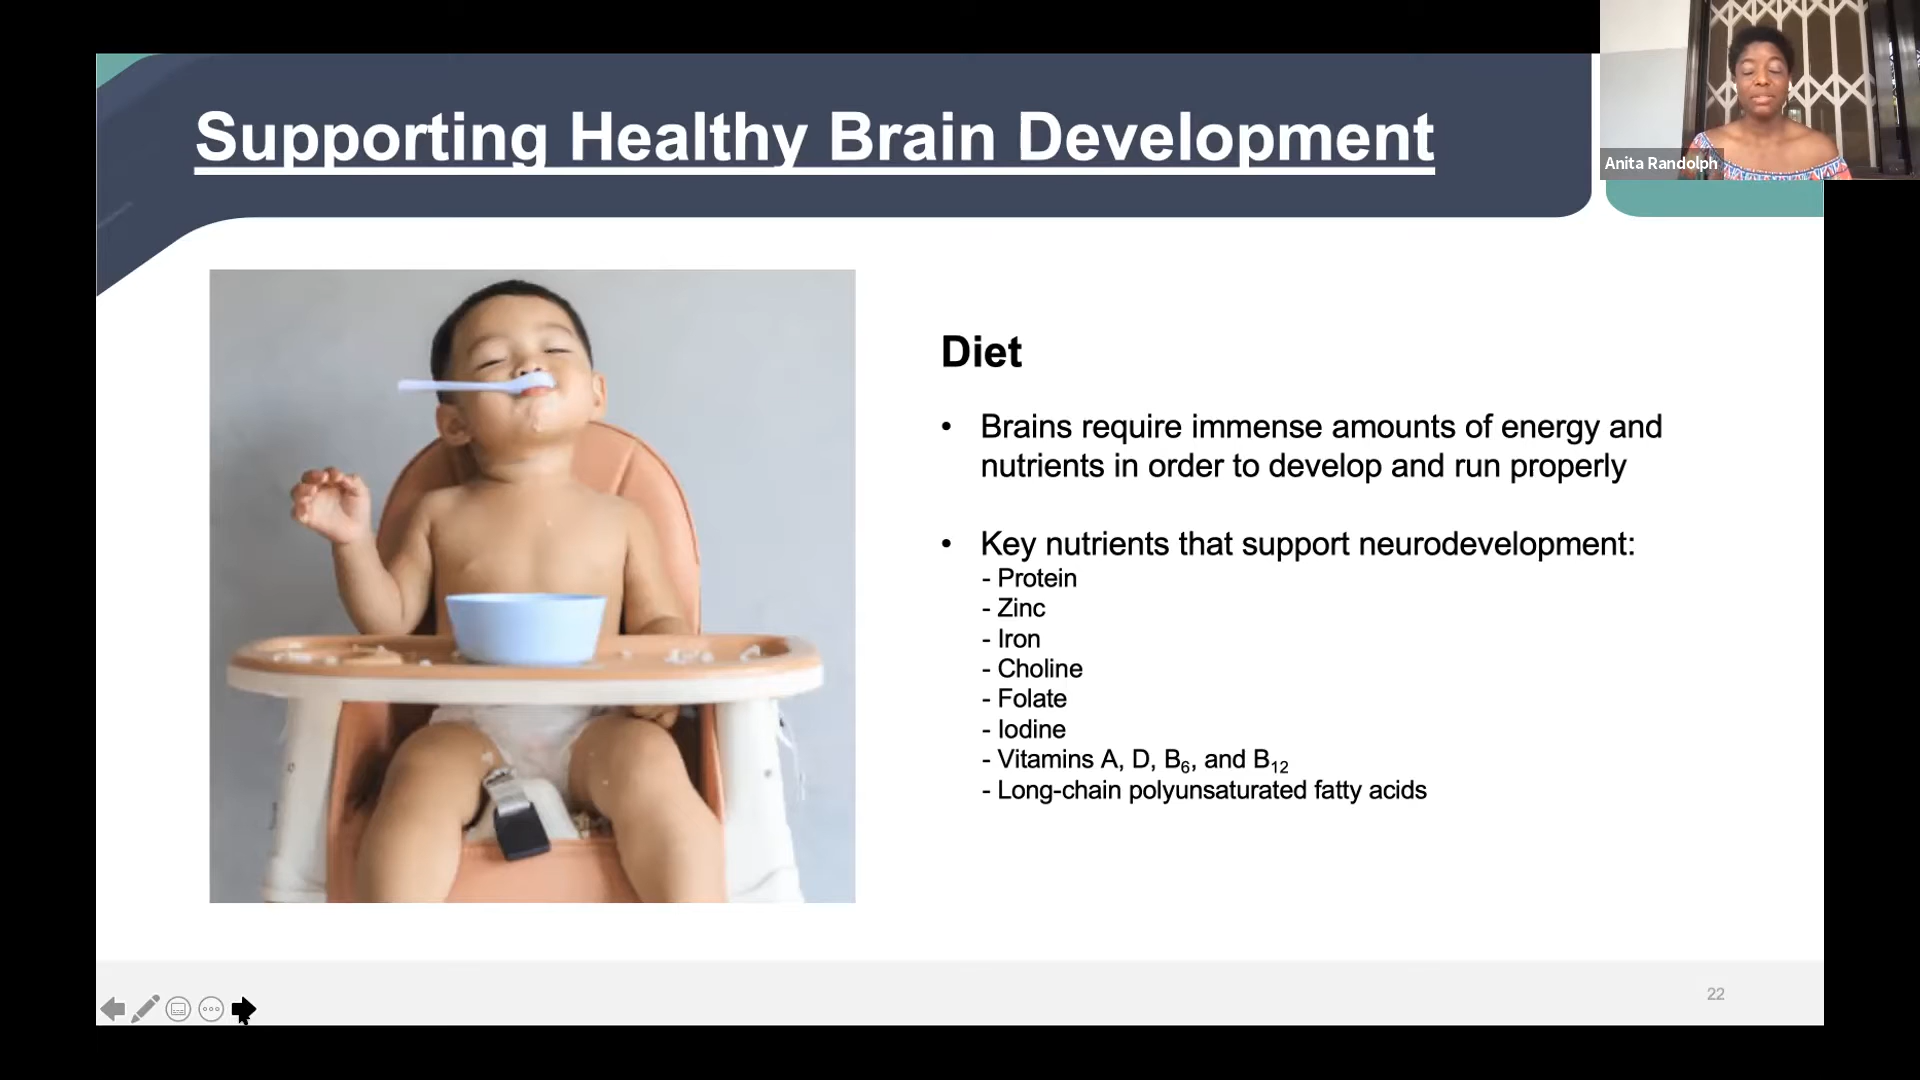 Supporting Healthy Brain Development
Anita Randolph
Diet
• Brains require immense amounts of energy and
nutrients in order to develop and run properly
• Key nutrients that support neurodevelopment:
- Protein
- Zinc
- Iron
- Choline
- Folate
- Iodine
- Vitamins A, D, B₆, and B₁₂
- Long-chain polyunsaturated fatty acids
22